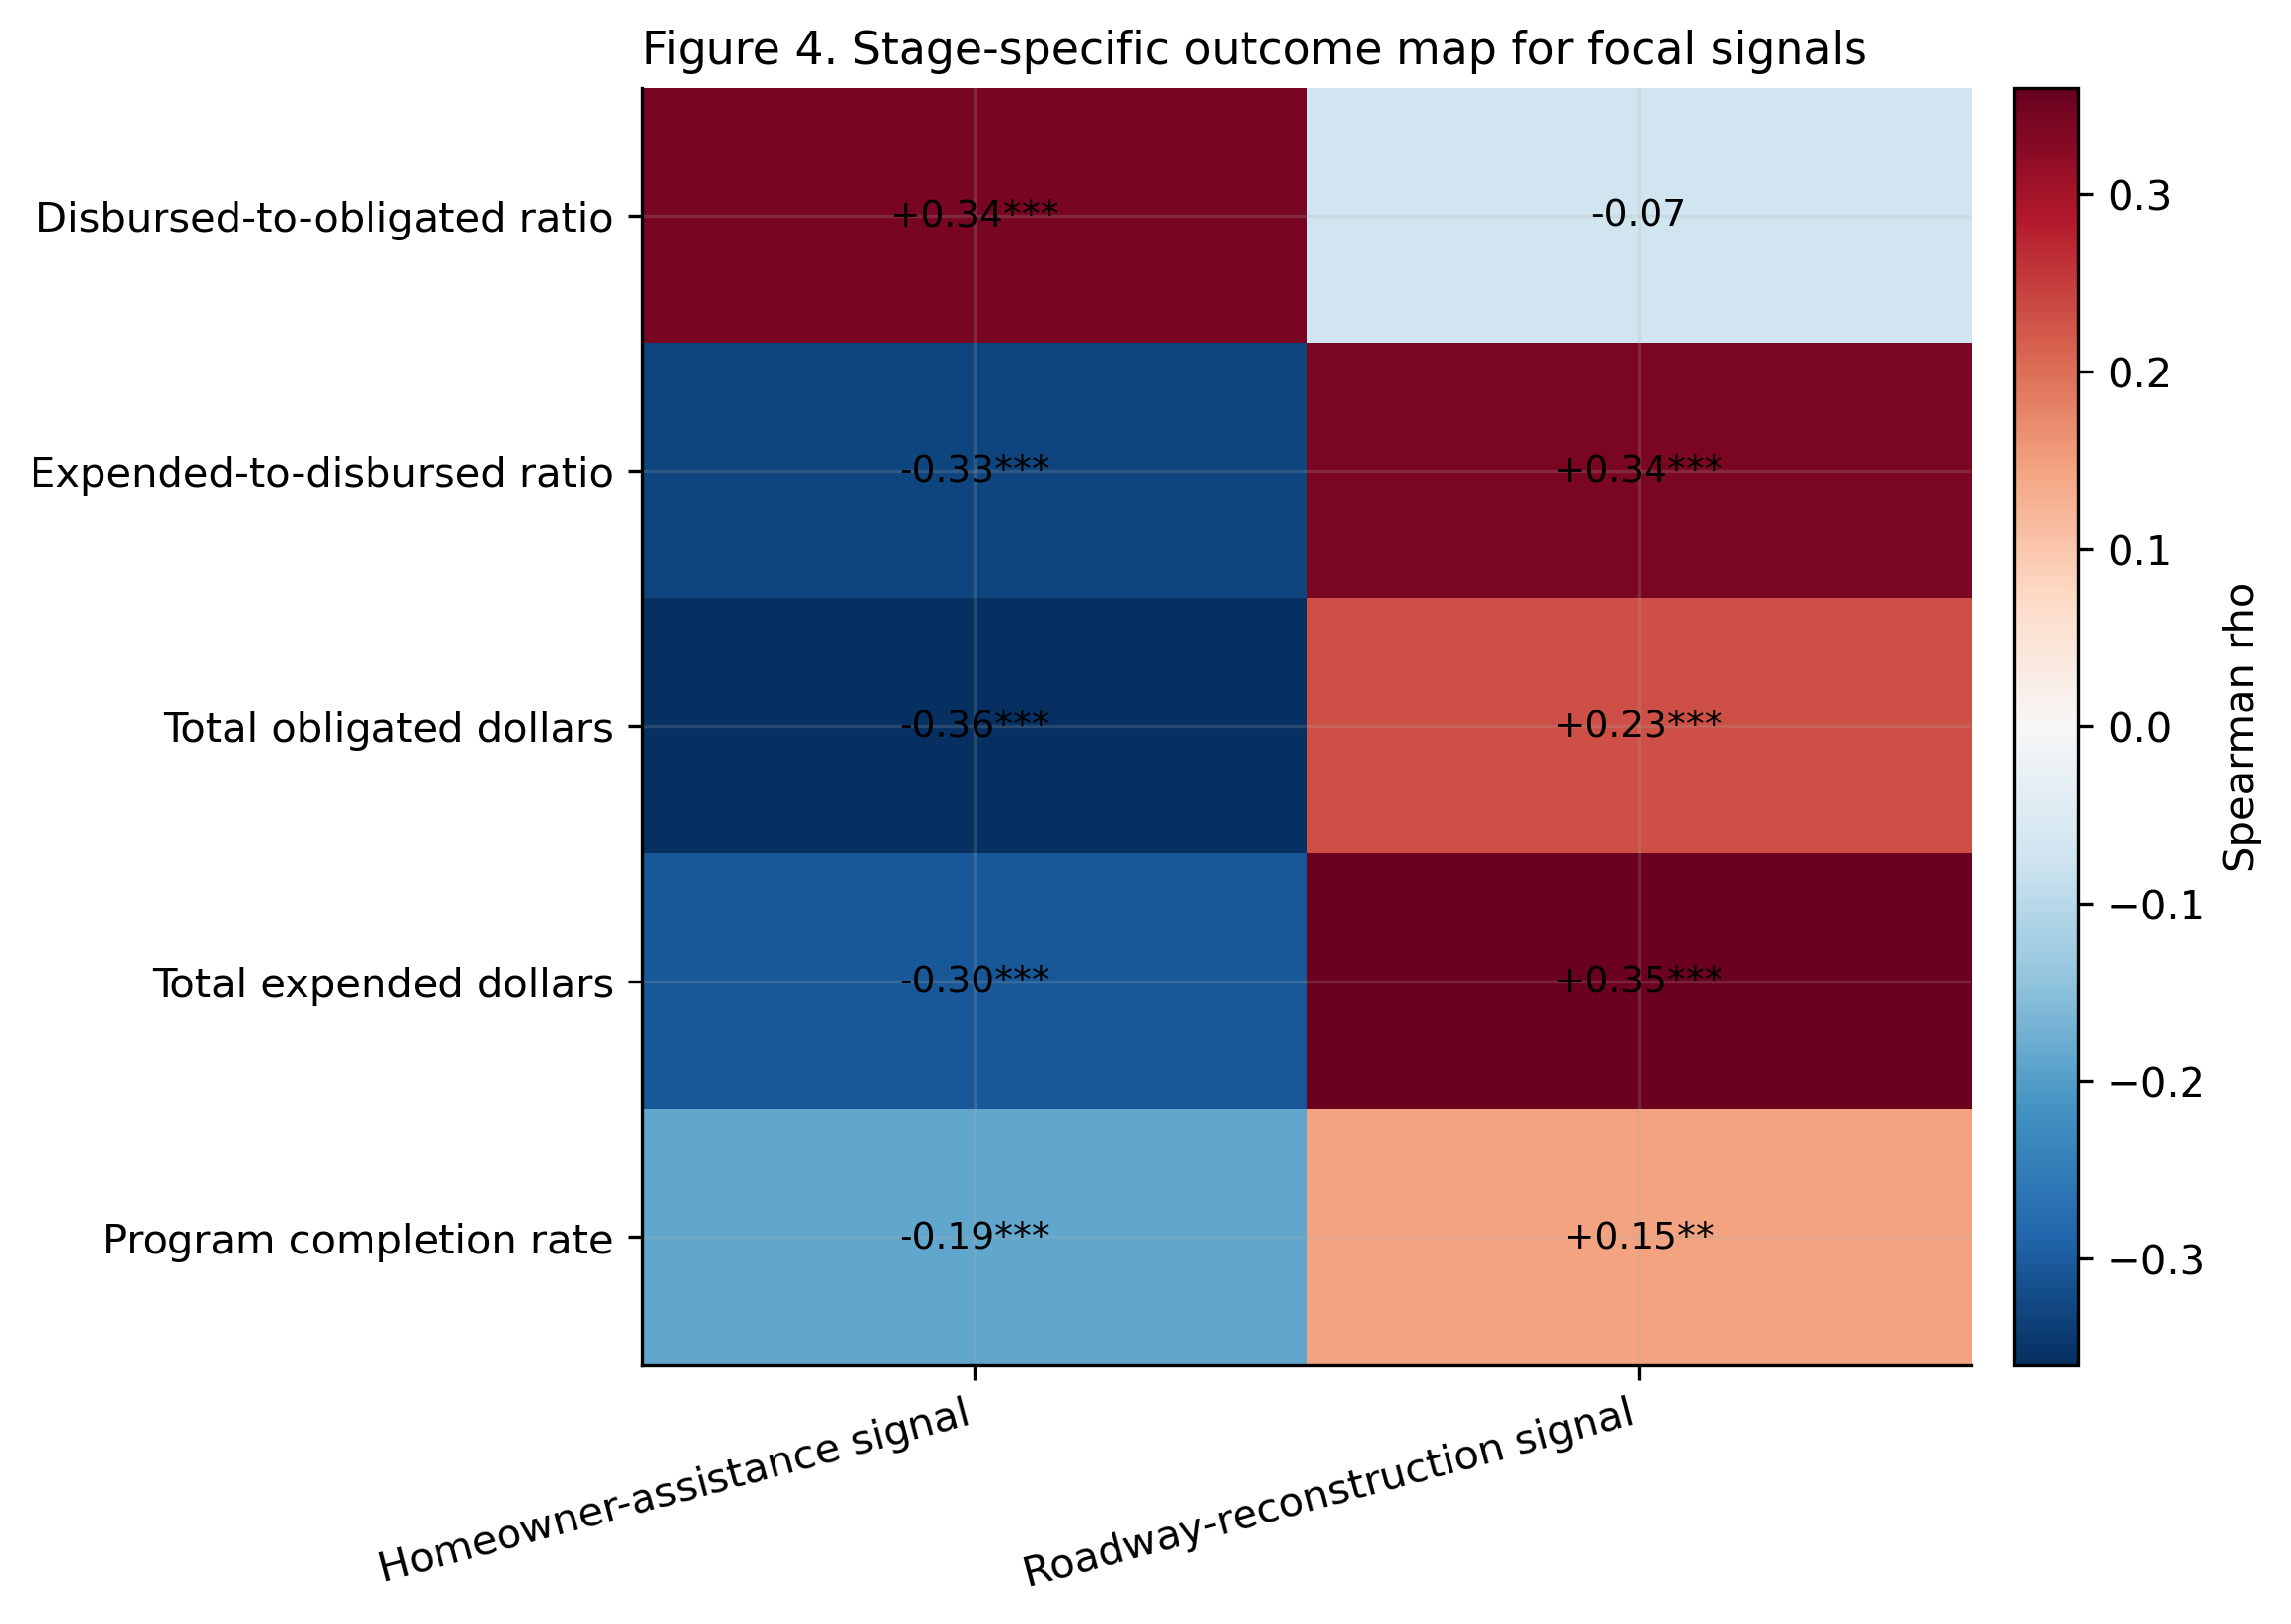 Figure 4. Stage-specific outcome map for focal signals
Disbursed-to-obligated ratio
+0.34***
-0.07
Expended-to-disbursed ratio
-0.33***
+0.34***
Total obligated dollars
-0.36***
+0.23***
Total expended dollars
-0.30***
+0.35***
Program completion rate
-0.19***
+0.15**
Homeowner-assistance signal
Roadway-reconstruction signal
0.3
0.2
0.1
0.0
−0.1
−0.2
−0.3
Spearman rho